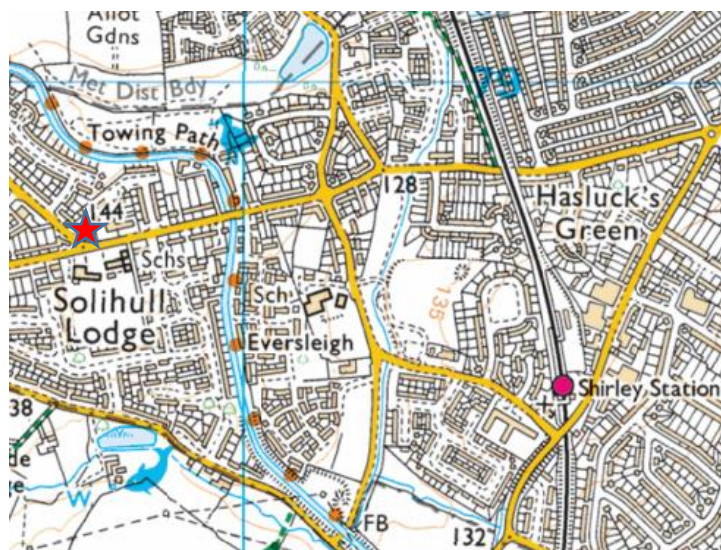 Allot
Gdns
Met Dist Bdy
79
Towing Path
128
Hasluck's
Green
144
Schs
Solihull
Lodge
Sch
135
Eversleigh
Shirley Station
38
W
FB
132